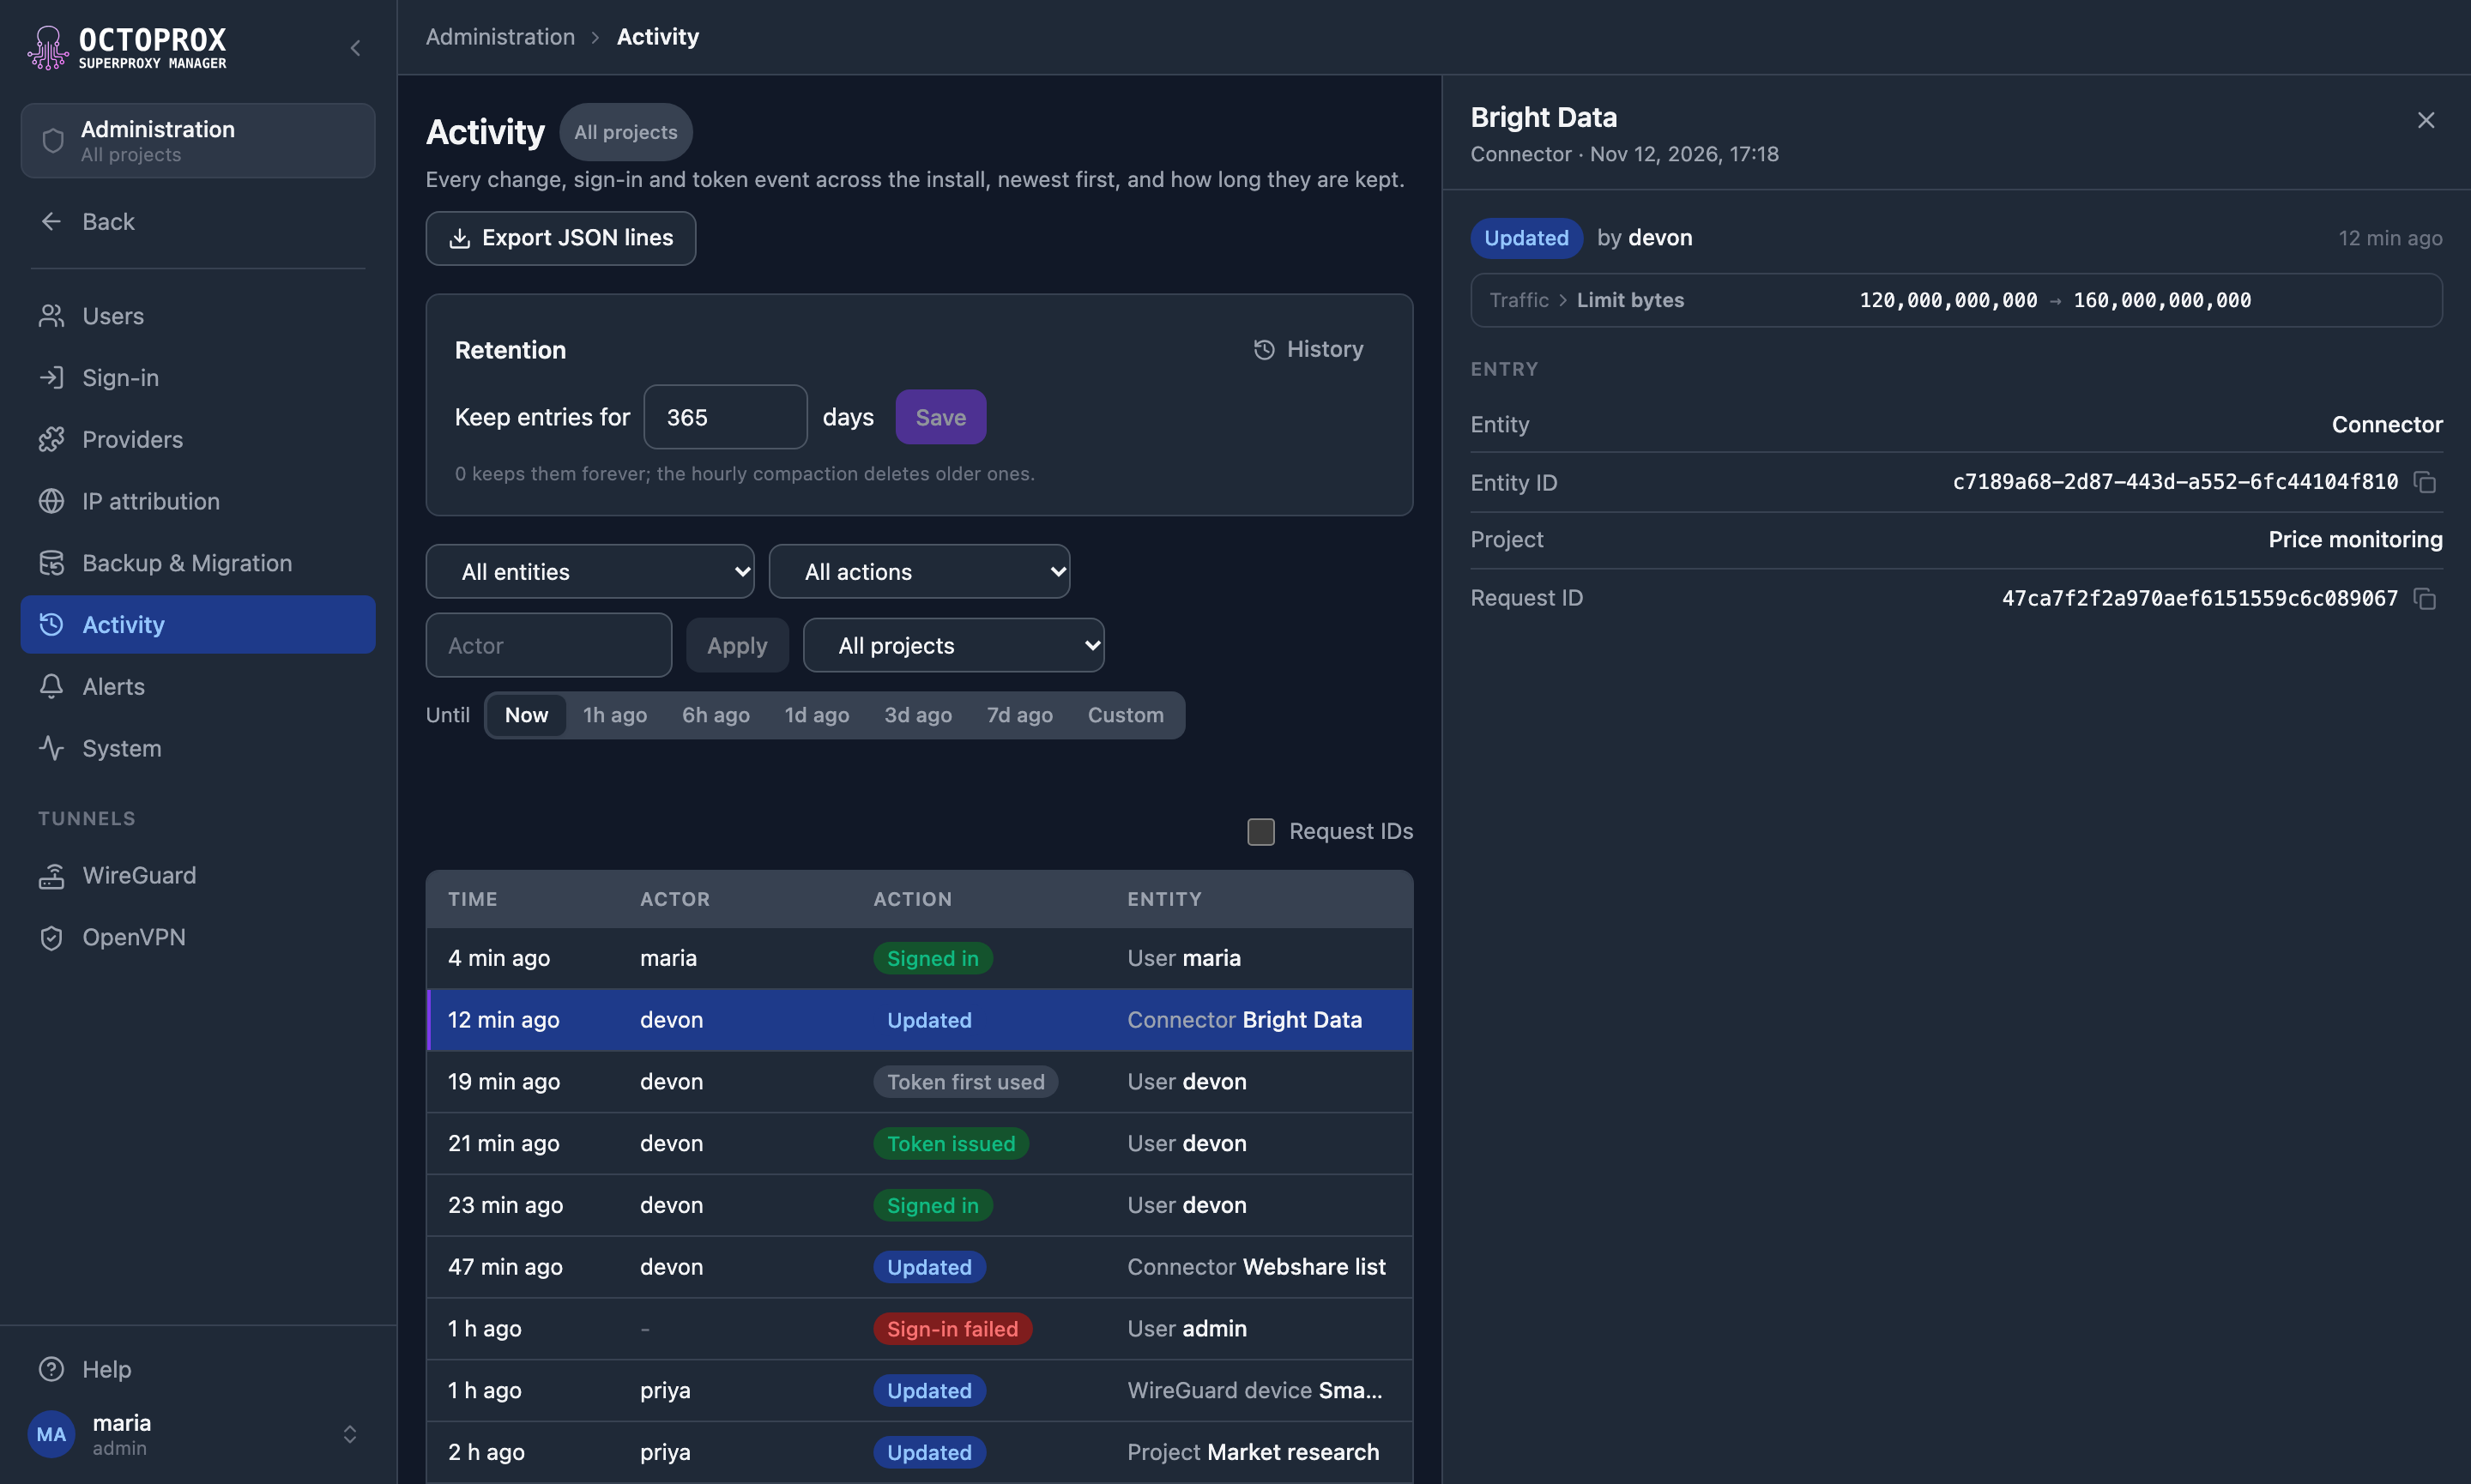 OCTOPROX
SUPERPROXY MANAGER
Administration
All projects
Back
Users
Sign-in
Providers
IP attribution
Backup & Migration
Activity
Alerts
System
TUNNELS
WireGuard
OpenVPN
Help
MA
maria
admin
Administration > Activity
Activity All projects
Every change, sign-in and token event across the install, newest first, and how long they are kept.
Export JSON lines
Retention History
Keep entries for 365 days Save
0 keeps them forever; the hourly compaction deletes older ones.
All entities All actions
Actor Apply All projects
Until Now 1h ago 6h ago 1d ago 3d ago 7d ago Custom
Request IDs
TIME ACTOR ACTION ENTITY
4 min ago maria Signed in User maria
12 min ago devon Updated Connector Bright Data
19 min ago devon Token first used User devon
21 min ago devon Token issued User devon
23 min ago devon Signed in User devon
47 min ago devon Updated Connector Webshare list
1 h ago - Sign-in failed User admin
1 h ago priya Updated WireGuard device Sma...
2 h ago priya Updated Project Market research
Bright Data
Connector · Nov 12, 2026, 17:18
Updated by devon 12 min ago
Traffic > Limit bytes 120,000,000,000 → 160,000,000,000
ENTRY
Entity Connector
Entity ID c7189a68-2d87-443d-a552-6fc44104f810
Project Price monitoring
Request ID 47ca7f2f2a970aef6151559c6c089067